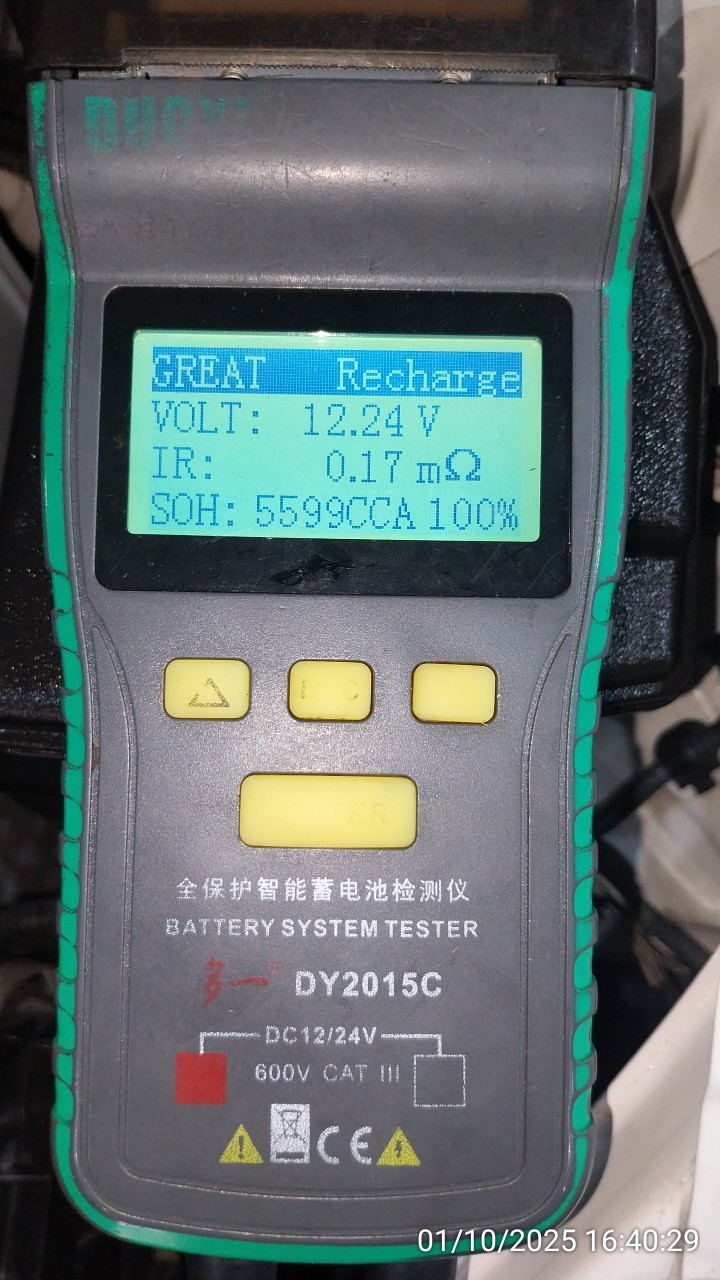 GREAT Recharge
VOLT: 12.24 V
IR: 0.17 mΩ
SOH: 5599CCA 100%
全保护智能蓄电池检测仪
BATTERY SYSTEM TESTER
多一® DY2015C
DC12/24V
600V CAT III
CE
01/10/2025 16:40:29